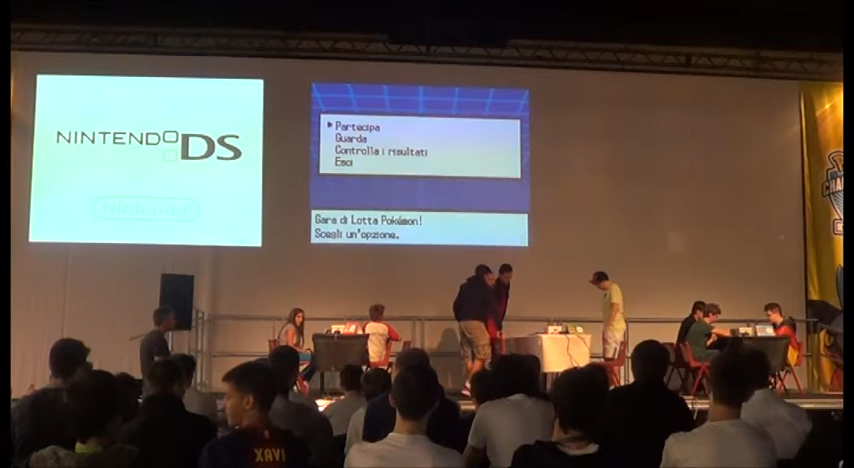 NINTENDO DS
Nintendo
Partecipa
Guarda
Controlla i risultati
Esci
Gara di Lotta Pokémon!
Scegli un'opzione.
XAVI